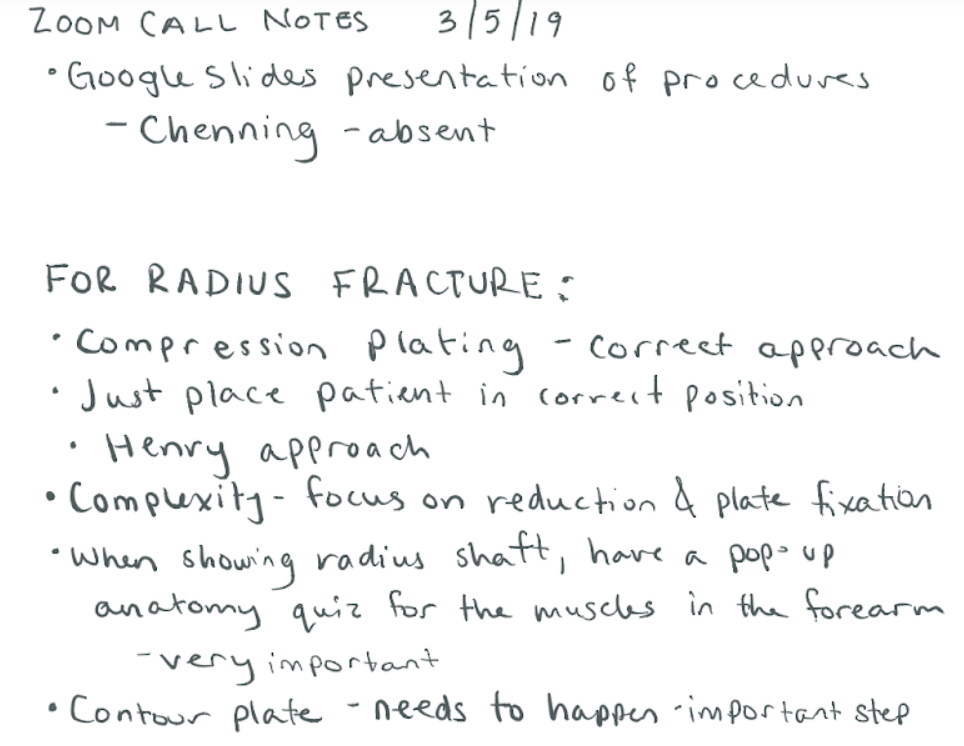 ZOOM CALL NOTES 3/5/19
• Google Slides presentation of procedures
- Chenning - absent
FOR RADIUS FRACTURE:
• Compression plating - correct approach
• Just place patient in correct position
• Henry approach
• Complexity - focus on reduction & plate fixation
• When showing radius shaft, have a pop-up
anatomy quiz for the muscles in the forearm
- very important
• Contour plate - needs to happen - important step